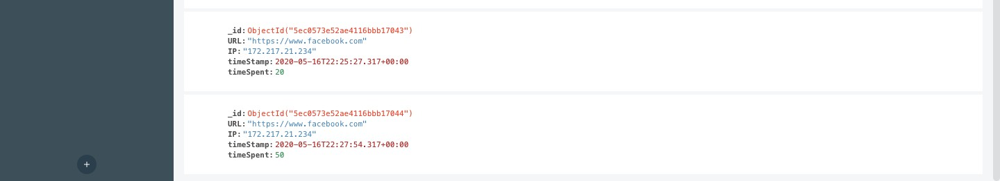 _id: ObjectId("5ec0573e52ae4116bbb17043")
URL: "https://www.facebook.com"
IP: "172.217.21.234"
timeStamp: 2020-05-16T22:25:27.317+00:00
timeSpent: 20
_id: ObjectId("5ec0573e52ae4116bbb17044")
URL: "https://www.facebook.com"
IP: "172.217.21.234"
timeStamp: 2020-05-16T22:27:54.317+00:00
timeSpent: 50
+